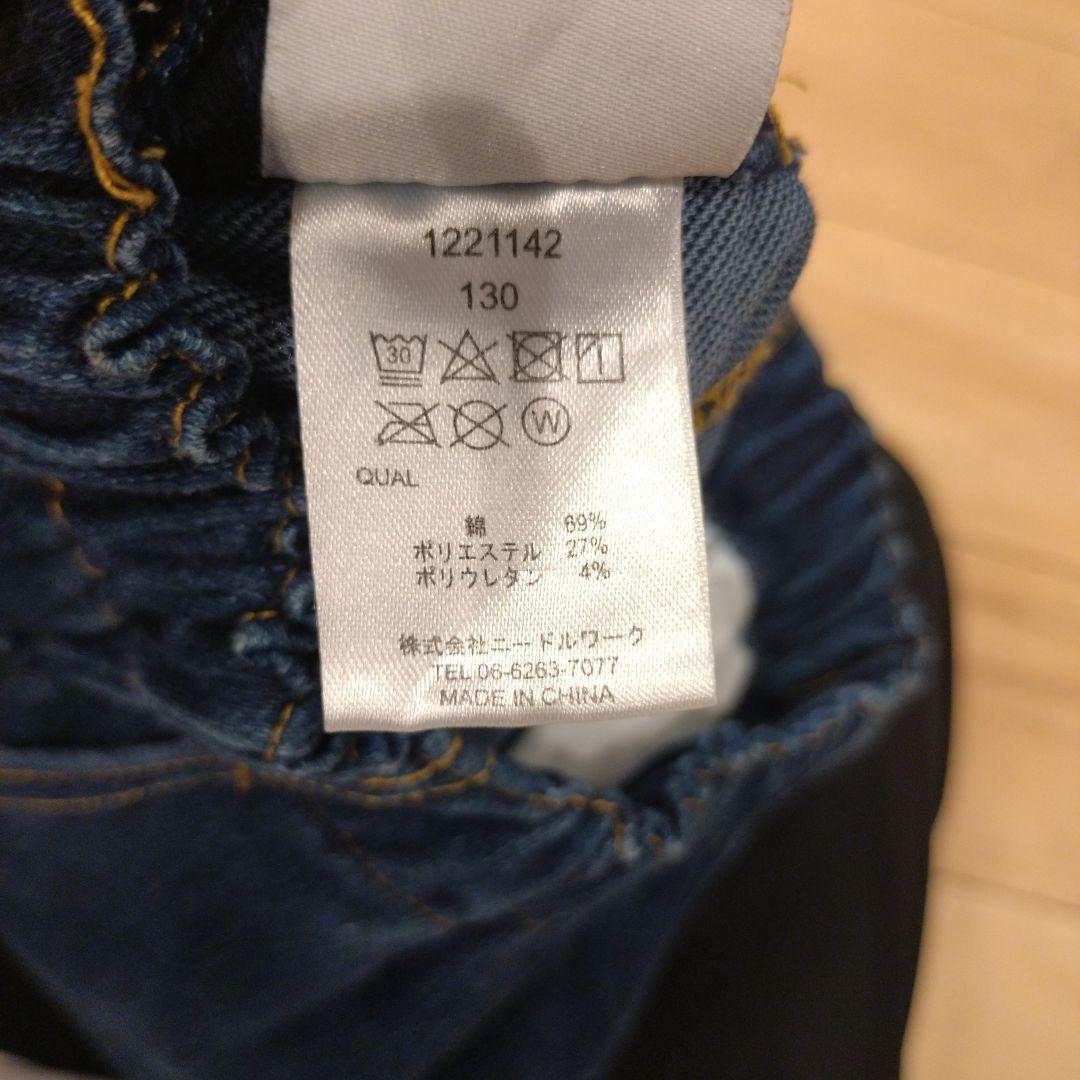 1221142
130
30
W
QUAL
綿 69%
ポリエステル 27%
ポリウレタン 4%
株式会社ニードルワーク
TEL 06-6263-7077
MADE IN CHINA